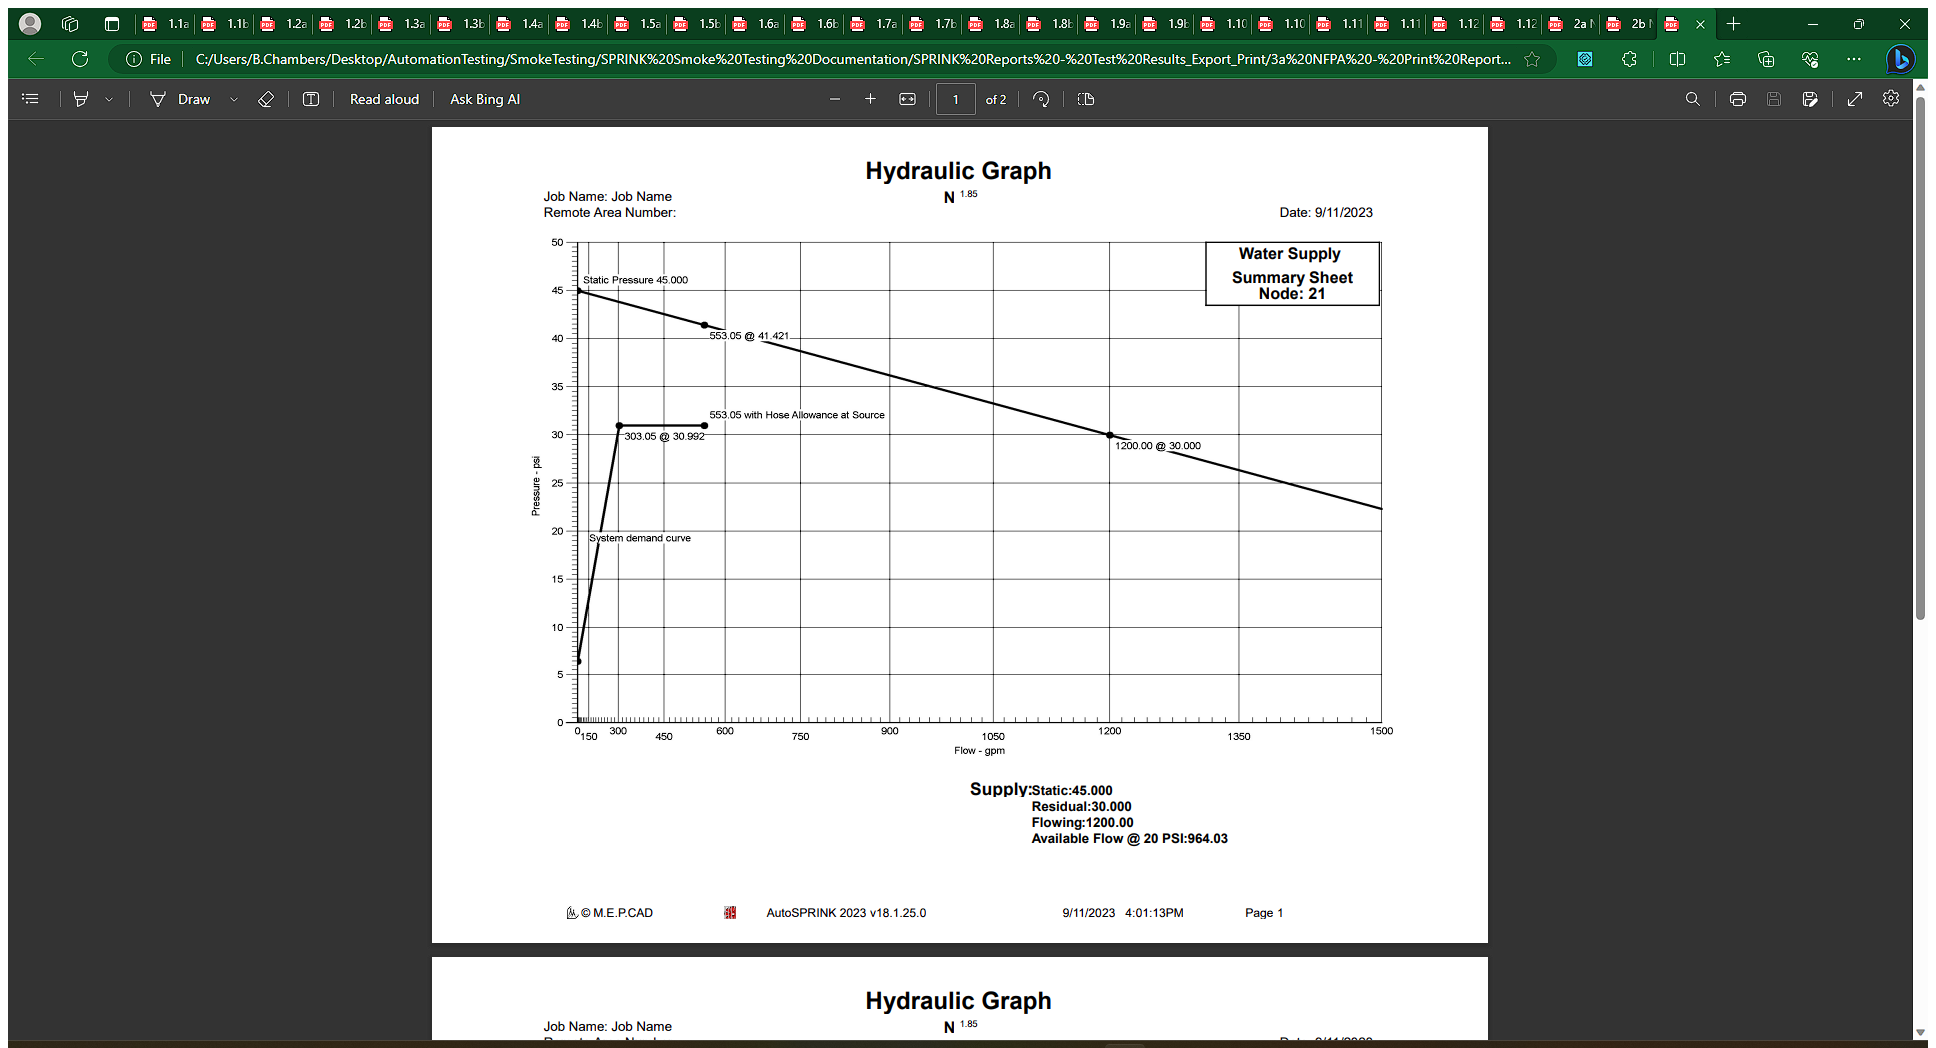 1.1a 1.1b 1.2a 1.2b 1.3a 1.3b 1.4a 1.4b 1.5a 1.5b 1.6a 1.6b 1.7a 1.7b 1.8a 1.8b 1.9a 1.9b 1.10 1.10 1.11 1.11 1.12 1.12 2a 2b
File C:/Users/B.Chambers/Desktop/AutomationTesting/SmokeTesting/SPRINK%20Smoke%20Testing%20Documentation/SPRINK%20Reports%20-%20Test%20Results_Export_Print/3a%20NFPA%20-%20Print%20Report...
Draw Read aloud Ask Bing AI 1 of 2
Hydraulic Graph
N 1.85
Job Name: Job Name
Remote Area Number:
Date: 9/11/2023
Water Supply
Summary Sheet
Node: 21
50
Static Pressure 45.000
45
553.05 @ 41.421
40
35
553.05 with Hose Allowance at Source
30
303.05 @ 30.992
1200.00 @ 30.000
Pressure - psi
25
20
System demand curve
15
10
5
0
0 150 300 450 600 750 900 1050 1200 1350 1500
Flow - gpm
Supply:Static:45.000
Residual:30.000
Flowing:1200.00
Available Flow @ 20 PSI:964.03
© M.E.P.CAD AutoSPRINK 2023 v18.1.25.0 9/11/2023 4:01:13PM Page 1
Hydraulic Graph
N 1.85
Job Name: Job Name